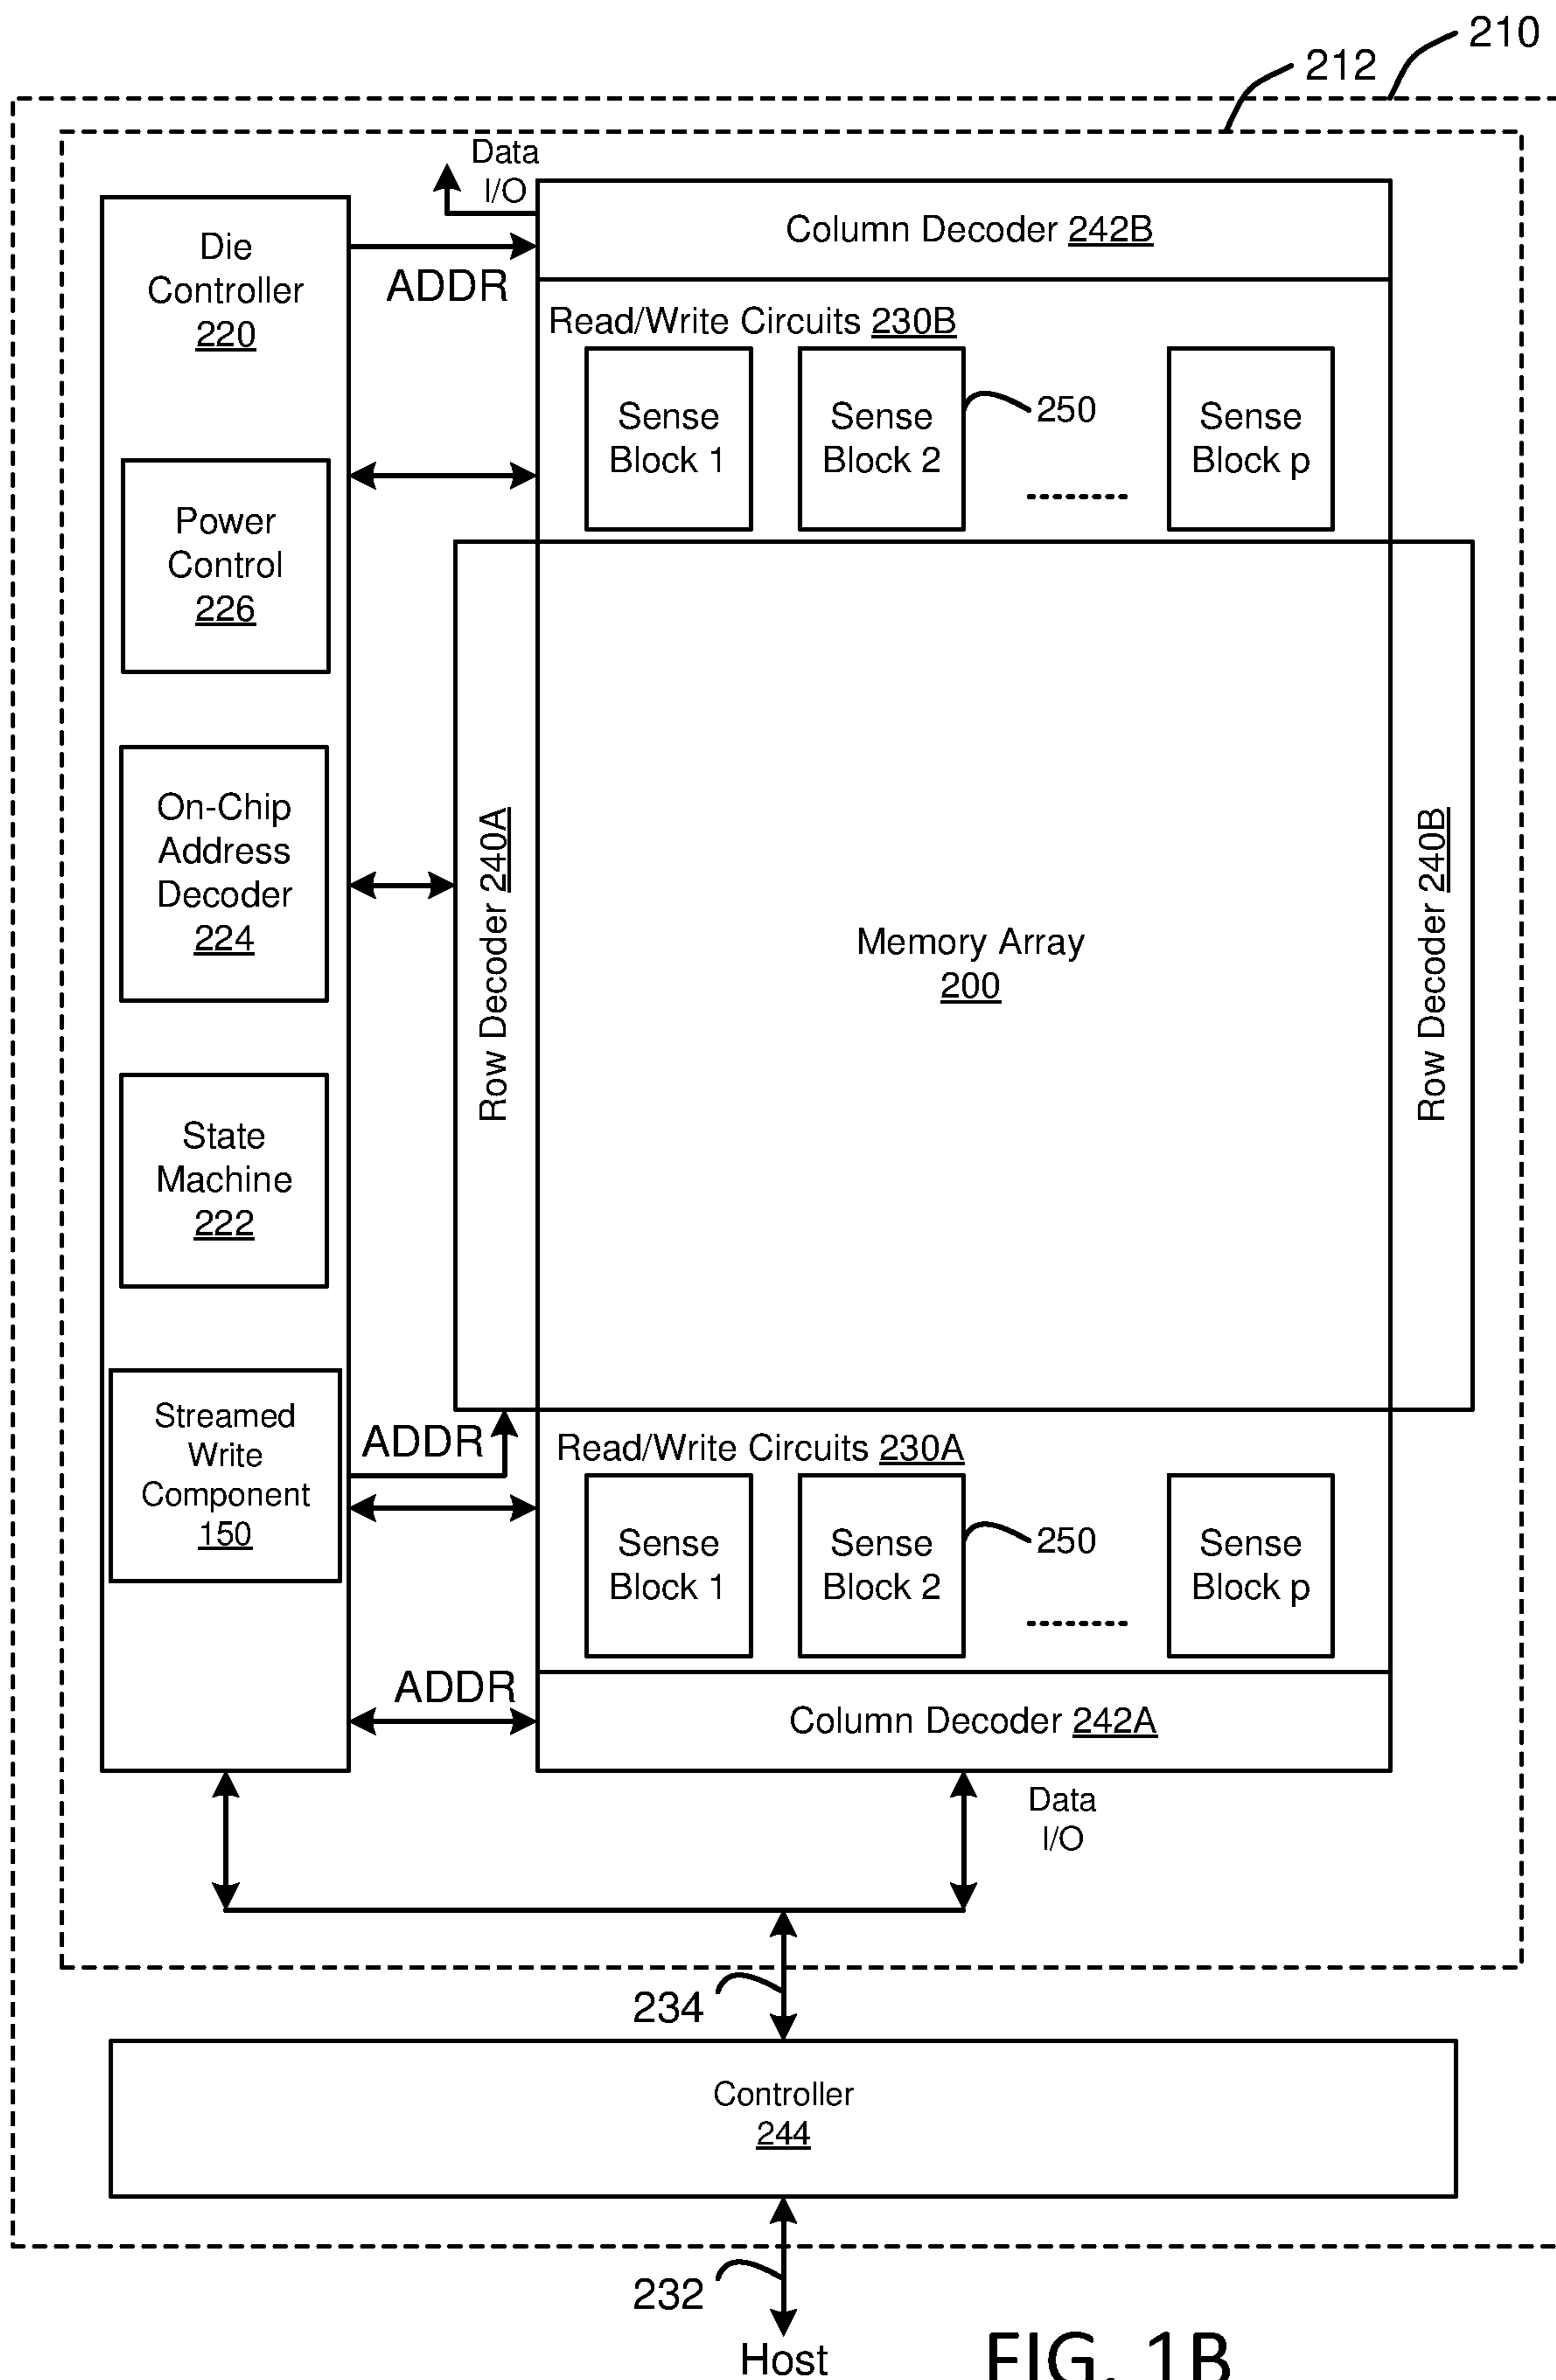 210
212
Data
I/O
Die
Controller
220
ADDR
Column Decoder 242B
Read/Write Circuits 230B
Sense
Block 1
Sense
Block 2
250
Sense
Block p
Power
Control
226
On-Chip
Address
Decoder
224
State
Machine
222
Streamed
Write
Component
150
Row Decoder 240A
Memory Array
200
Row Decoder 240B
ADDR
Read/Write Circuits 230A
Sense
Block 1
Sense
Block 2
250
Sense
Block p
ADDR
Column Decoder 242A
Data
I/O
234
Controller
244
232
Host
FIG. 1B